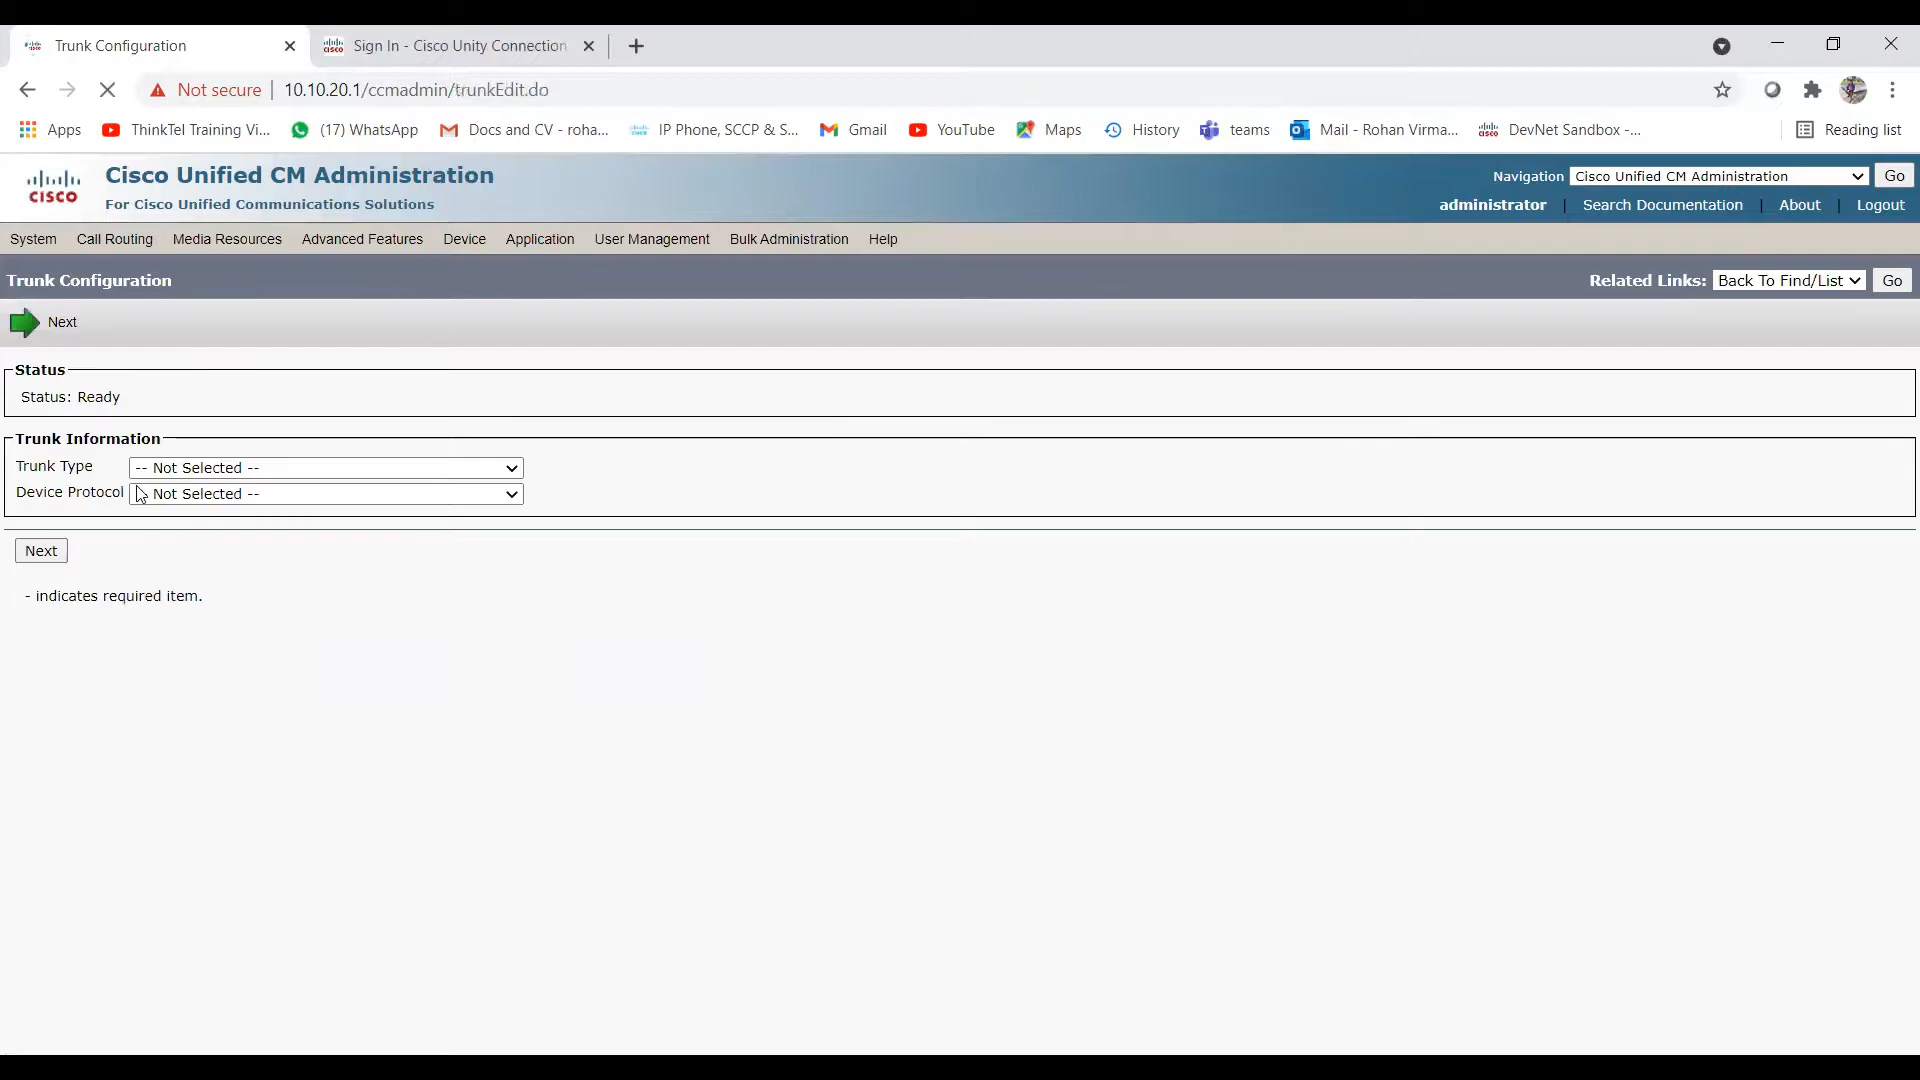 Trunk Configuration
Sign In - Cisco Unity Connection
Not secure
10.10.20.1/ccmadmin/trunkEdit.do
Apps
ThinkTel Training Vi...
(17) WhatsApp
Docs and CV - roha...
IP Phone, SCCP & S...
Gmail
YouTube
Maps
History
teams
Mail - Rohan Virma...
DevNet Sandbox -...
Reading list
CISCO
Cisco Unified CM Administration
For Cisco Unified Communications Solutions
Navigation
Cisco Unified CM Administration
Go
administrator | Search Documentation | About | Logout
System
Call Routing
Media Resources
Advanced Features
Device
Application
User Management
Bulk Administration
Help
Trunk Configuration
Related Links:
Back To Find/List
Go
Next
Status
Status: Ready
Trunk Information
Trunk Type
-- Not Selected --
Device Protocol
Not Selected --
Next
- indicates required item.